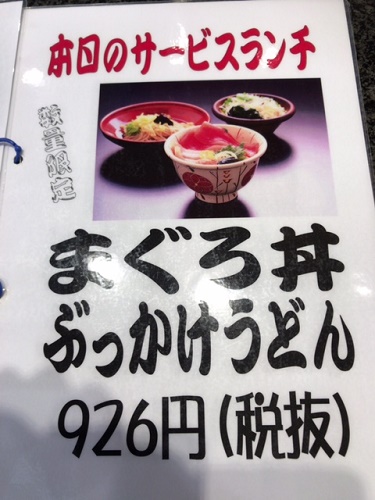 本日のサービスランチ
数量限定
まぐろ丼
ぶっかけうどん
926円(税抜)